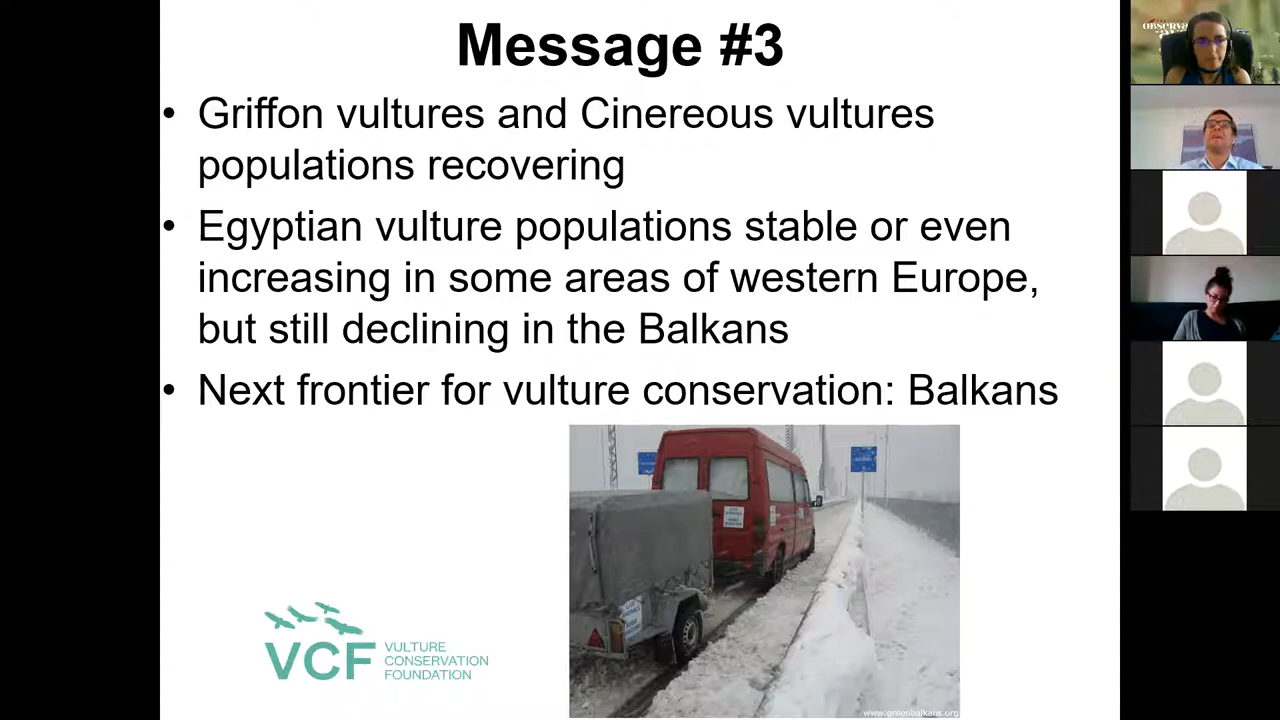 Message #3
• Griffon vultures and Cinereous vultures
populations recovering
• Egyptian vulture populations stable or even
increasing in some areas of western Europe,
but still declining in the Balkans
• Next frontier for vulture conservation: Balkans
VCF
VULTURE
CONSERVATION
FOUNDATION
www.greenbalkans.org